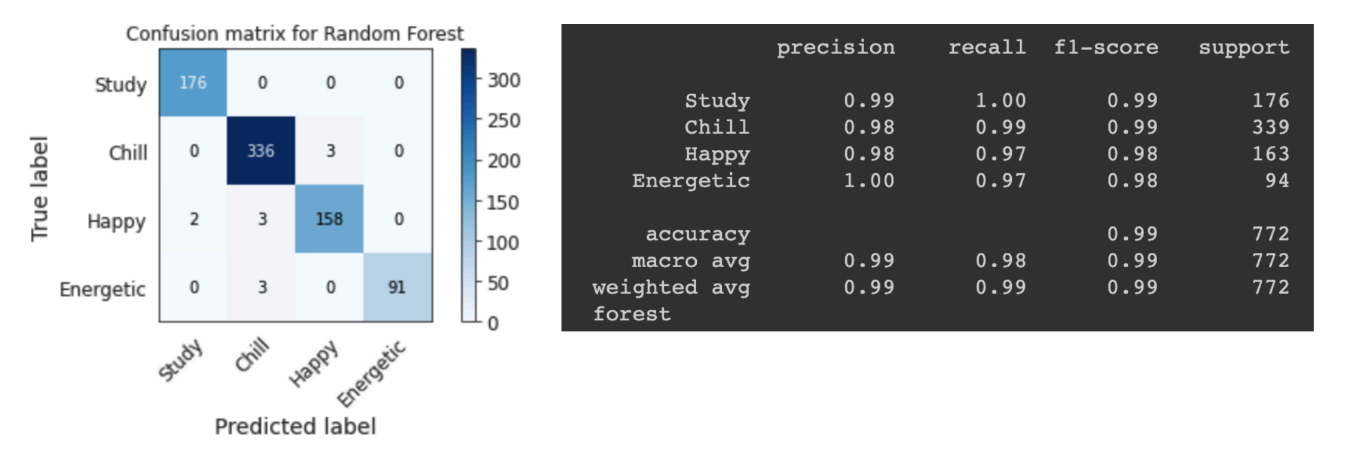 Confusion matrix for Random Forest
Study 176 0 0 0
Chill 0 336 3 0
Happy 2 3 158 0
Energetic 0 3 0 91
Study Chill Happy Energetic
True label
Predicted label
300
250
200
150
100
50
0
precision recall f1-score support
Study 0.99 1.00 0.99 176
Chill 0.98 0.99 0.99 339
Happy 0.98 0.97 0.98 163
Energetic 1.00 0.97 0.98 94
accuracy 0.99 772
macro avg 0.99 0.98 0.99 772
weighted avg 0.99 0.99 0.99 772
forest